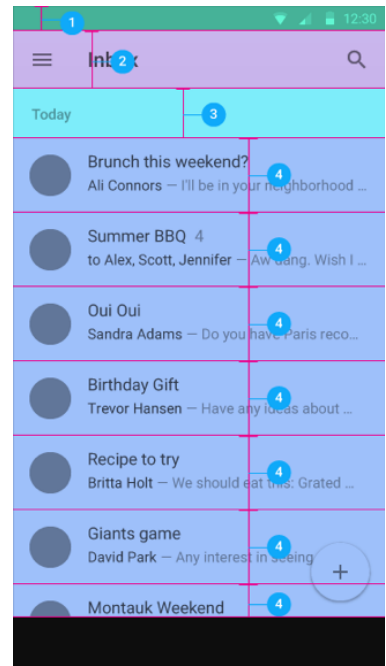 12:30
1
Inbox
2
Today
3
Brunch this weekend?
Ali Connors — I'll be in your neighborhood ...
4
Summer BBQ 4
to Alex, Scott, Jennifer — Aw dang. Wish I ...
4
Oui Oui
Sandra Adams — Do you have Paris reco...
4
Birthday Gift
Trevor Hansen — Have any ideas about ...
4
Recipe to try
Britta Holt — We should eat this: Grated ...
4
Giants game
David Park — Any interest in seeing
4
+
Montauk Weekend
4